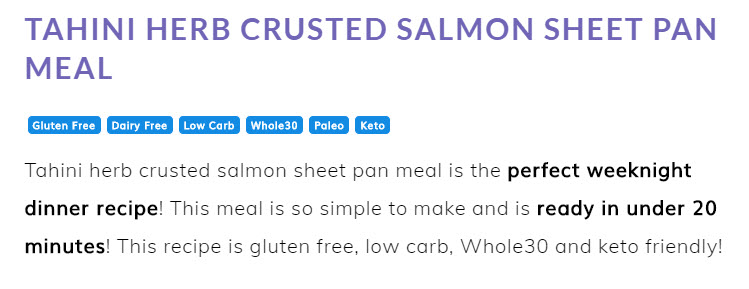 TAHINI HERB CRUSTED SALMON SHEET PAN
MEAL
Gluten Free Dairy Free Low Carb Whole30 Paleo Keto
Tahini herb crusted salmon sheet pan meal is the perfect weeknight
dinner recipe! This meal is so simple to make and is ready in under 20
minutes! This recipe is gluten free, low carb, Whole30 and keto friendly!